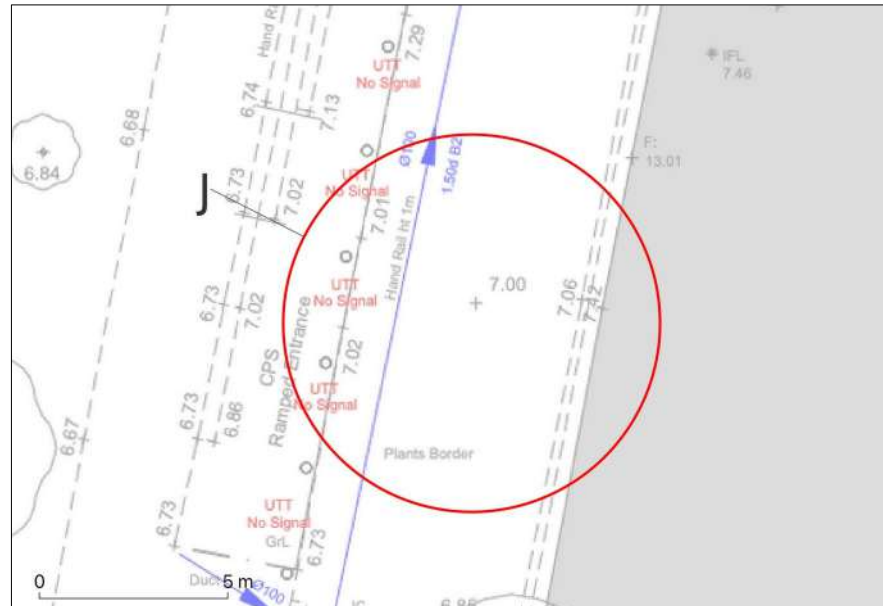 Hand Rai
7.29
UTT
No Signal
IFL
7.46
6.74
7.13
6.68
Ø100
1.50d B2
F:
13.01
6.84
J
UTT
No Signal
6.73
7.02
7.01
Hand Rail ht 1m
7.00
UTT
No Signal
7.06
7.42
6.73
7.02
CPS
Ramped Entrance
7.02
UTT
No Signal
6.73
6.86
6.67
Plants Border
UTT
No Signal
6.73
GrL
6.73
Duc
Ø100
0
5 m